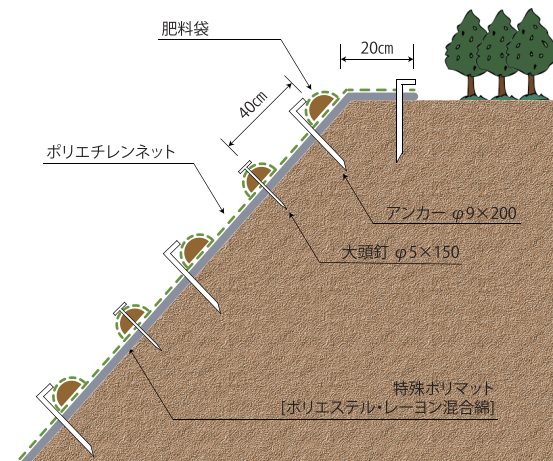 肥料袋
20㎝
40㎝
ポリエチレンネット
アンカー φ9×200
大頭釘 φ5×150
特殊ポリマット
[ポリエステル・レーヨン混合綿]